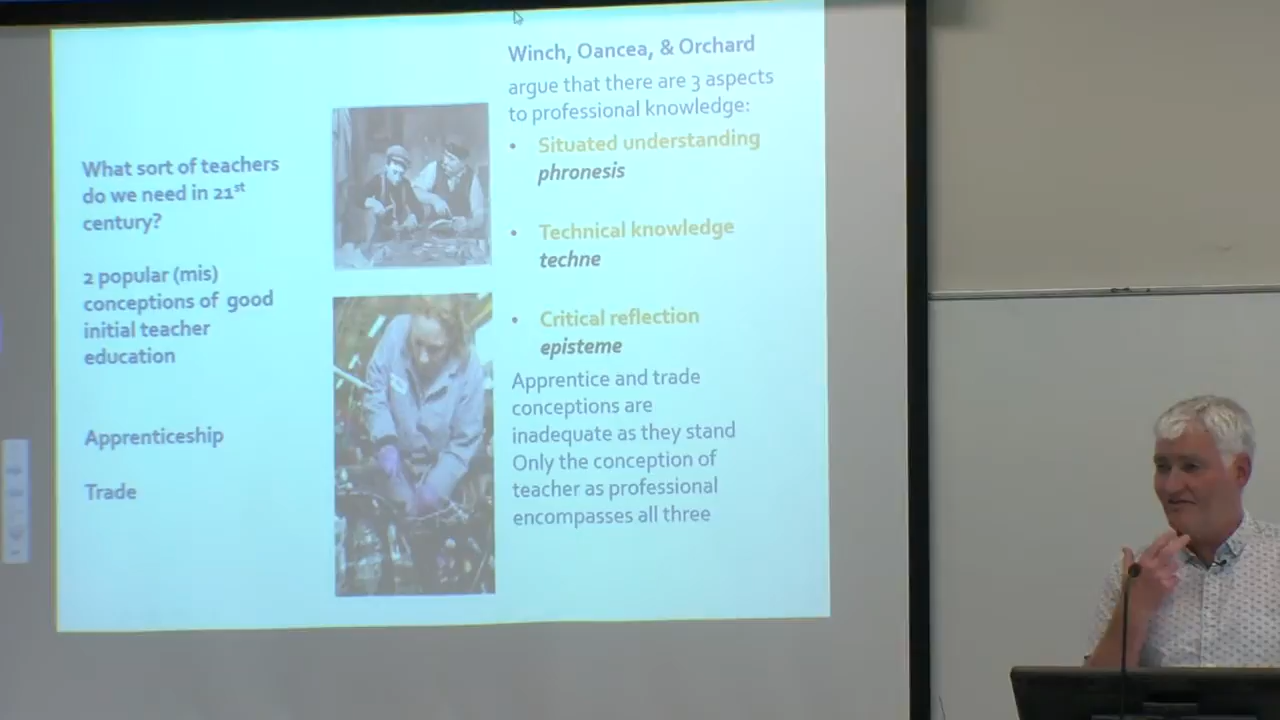 What sort of teachers
do we need in 21st
century?
2 popular (mis)
conceptions of good
initial teacher
education
Apprenticeship
Trade
Winch, Oancea, & Orchard
argue that there are 3 aspects
to professional knowledge:
• Situated understanding
phronesis
• Technical knowledge
techne
• Critical reflection
episteme
Apprentice and trade
conceptions are
inadequate as they stand
Only the conception of
teacher as professional
encompasses all three